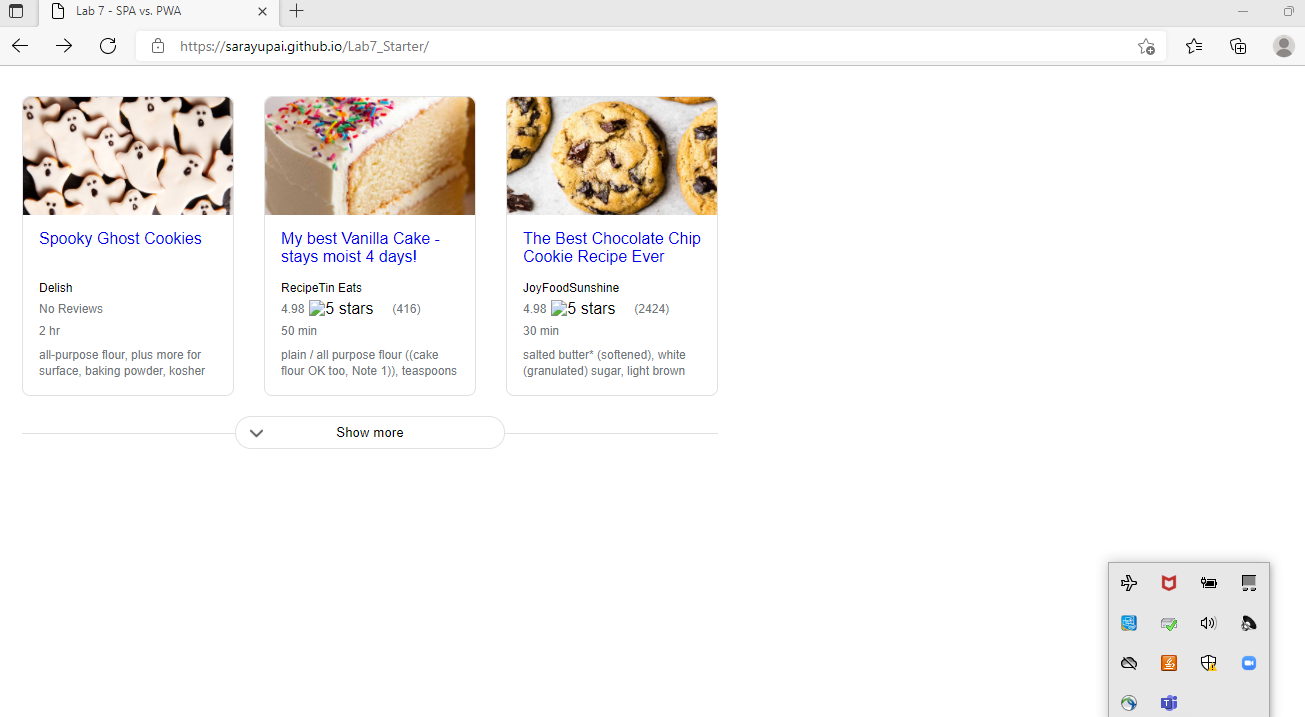 Lab 7 - SPA vs. PWA
https://sarayupai.github.io/Lab7_Starter/
Spooky Ghost Cookies
Delish
No Reviews
2 hr
all-purpose flour, plus more for
surface, baking powder, kosher
My best Vanilla Cake -
stays moist 4 days!
RecipeTin Eats
4.98 5 stars (416)
50 min
plain / all purpose flour ((cake
flour OK too, Note 1)), teaspoons
The Best Chocolate Chip
Cookie Recipe Ever
JoyFoodSunshine
4.98 5 stars (2424)
30 min
salted butter* (softened), white
(granulated) sugar, light brown
Show more